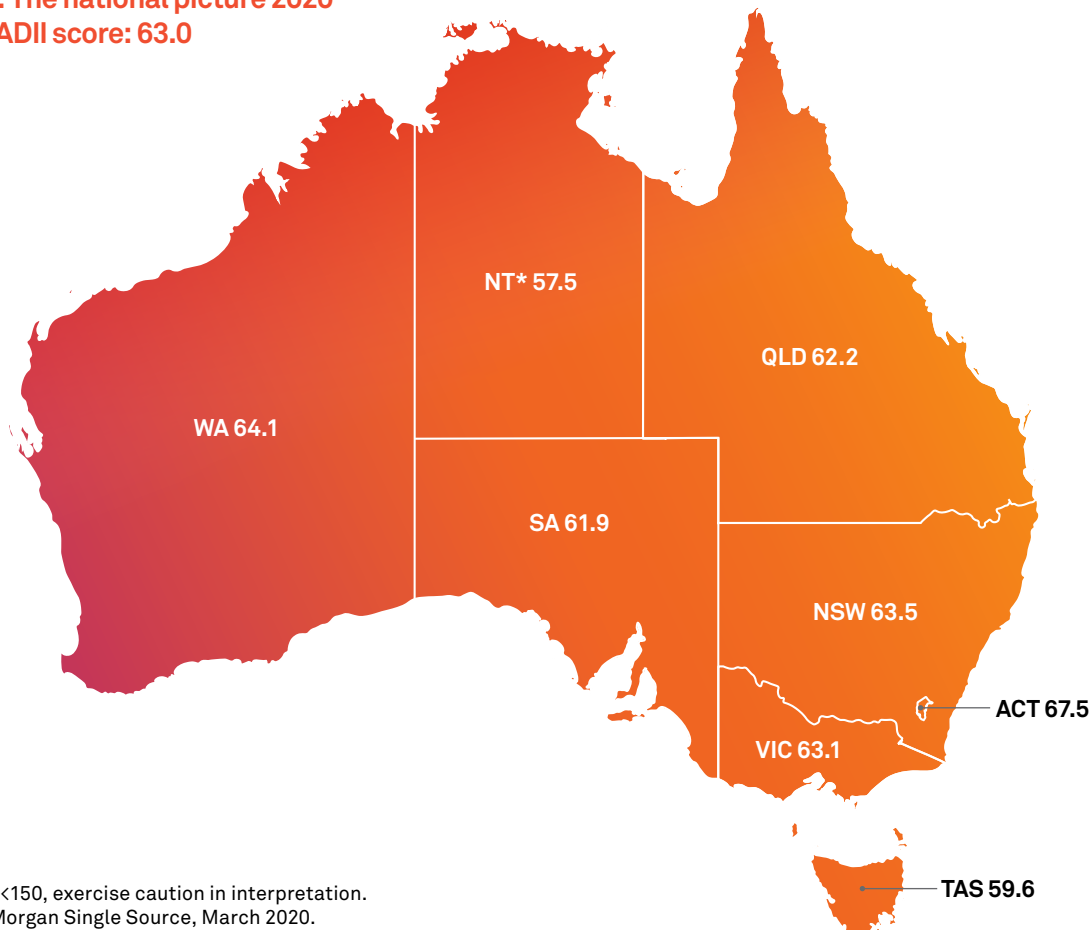 : The national picture 2020
ADII score: 63.0
NT* 57.5
QLD 62.2
WA 64.1
SA 61.9
NSW 63.5
ACT 67.5
VIC 63.1
<150, exercise caution in interpretation.
TAS 59.6
Morgan Single Source, March 2020.